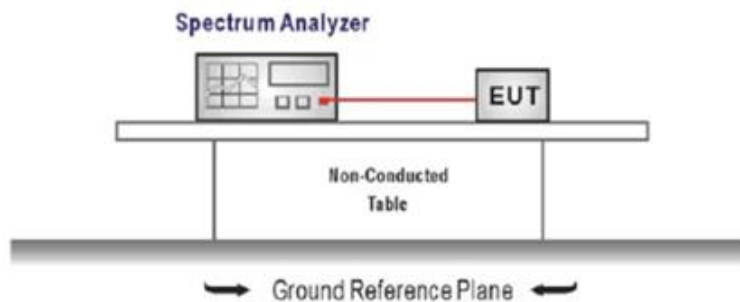 Spectrum Analyzer
EUT
Non-Conducted
Table
Ground Reference Plane